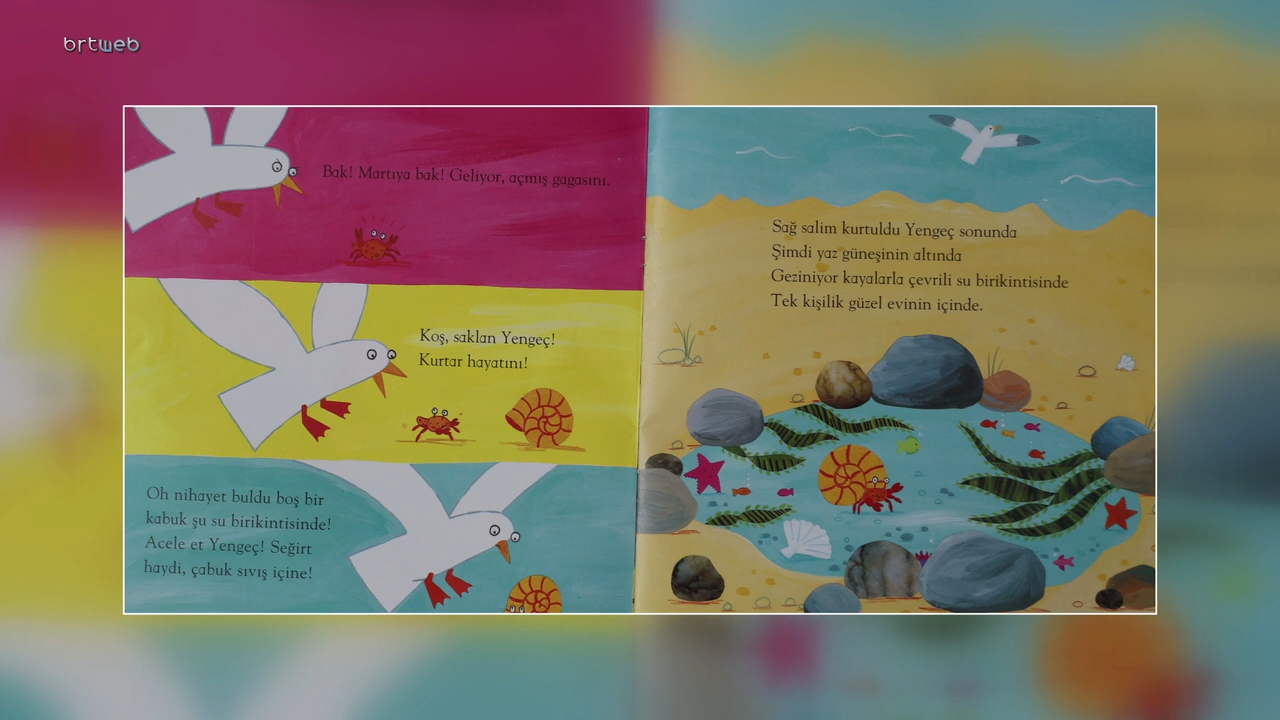 brtweb
Bak! Martıya bak! Geliyor, açmış gagasını.
Koş, saklan Yengeç!
Kurtar hayatını!
Oh nihayet buldu boş bir
kabuk şu su birikintisinde!
Acele et Yengeç! Seğirt
haydi, çabuk sıvış içine!
Sağ salim kurtuldu Yengeç sonunda
Şimdi yaz güneşinin altında
Geziniyor kayalarla çevrili su birikintisinde
Tek kişilik güzel evinin içinde.